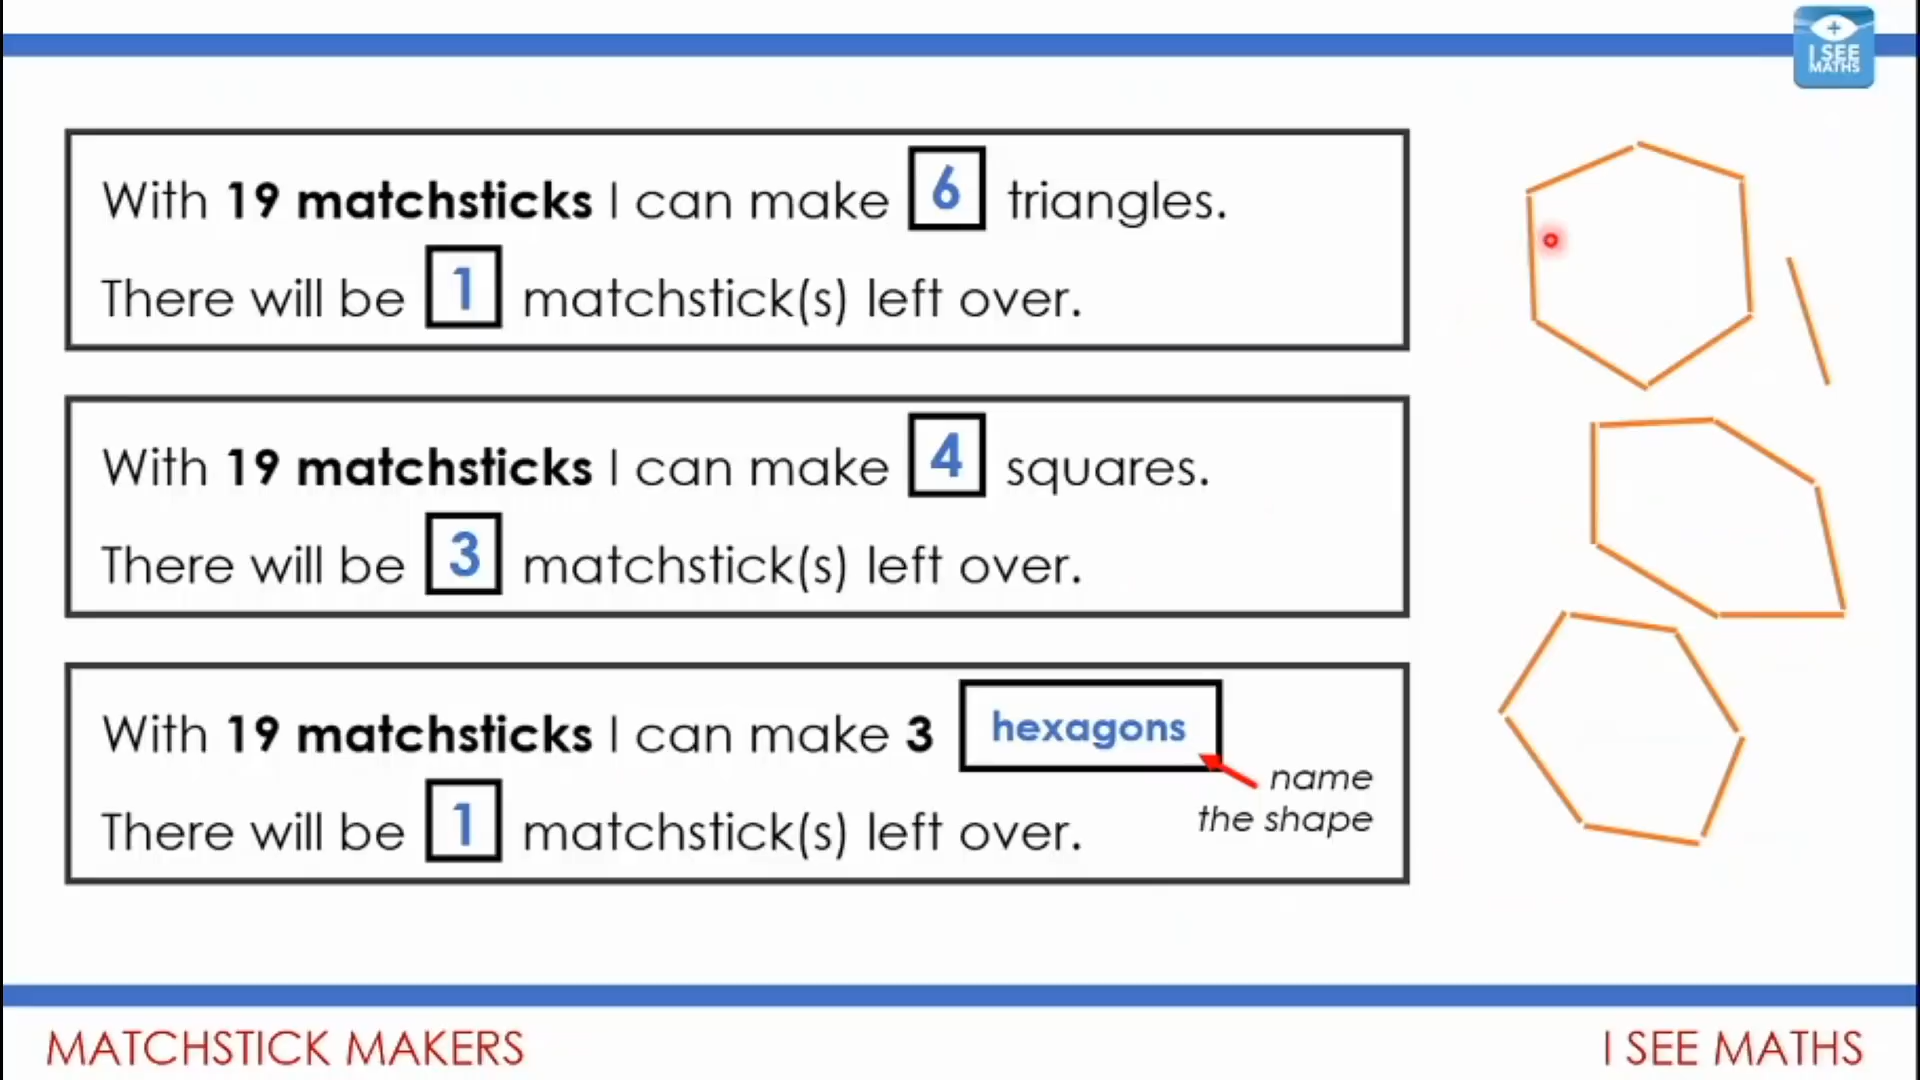 I SEE
MATHS
With 19 matchsticks I can make 6 triangles.
There will be 1 matchstick(s) left over.
With 19 matchsticks I can make 4 squares.
There will be 3 matchstick(s) left over.
With 19 matchsticks I can make 3 hexagons
name
the shape
There will be 1 matchstick(s) left over.
MATCHSTICK MAKERS
I SEE MATHS